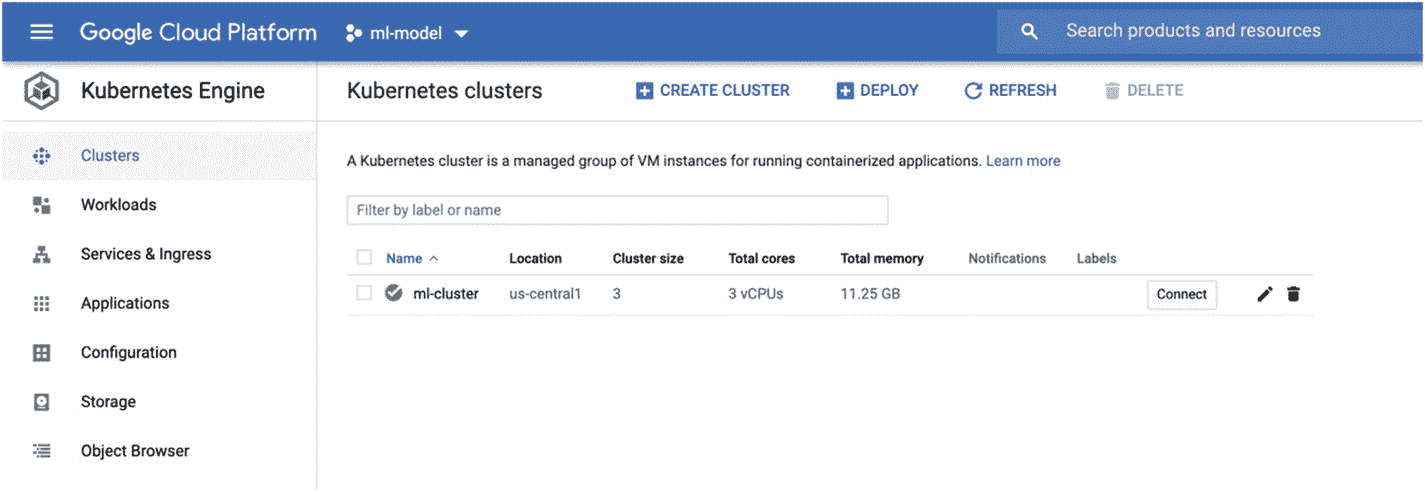 Google Cloud Platform ml-model Search products and resources
Kubernetes Engine Kubernetes clusters CREATE CLUSTER DEPLOY REFRESH DELETE
Clusters
A Kubernetes cluster is a managed group of VM instances for running containerized applications. Learn more
Workloads
Filter by label or name
Services & Ingress
Name Location Cluster size Total cores Total memory Notifications Labels
ml-cluster us-central1 3 3 vCPUs 11.25 GB Connect
Applications
Configuration
Storage
Object Browser